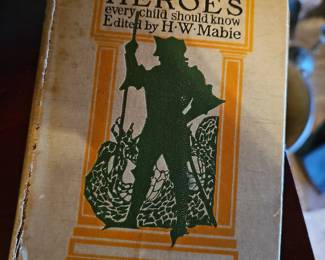 HEROES
every child should know
Edited by H·W·Mabie